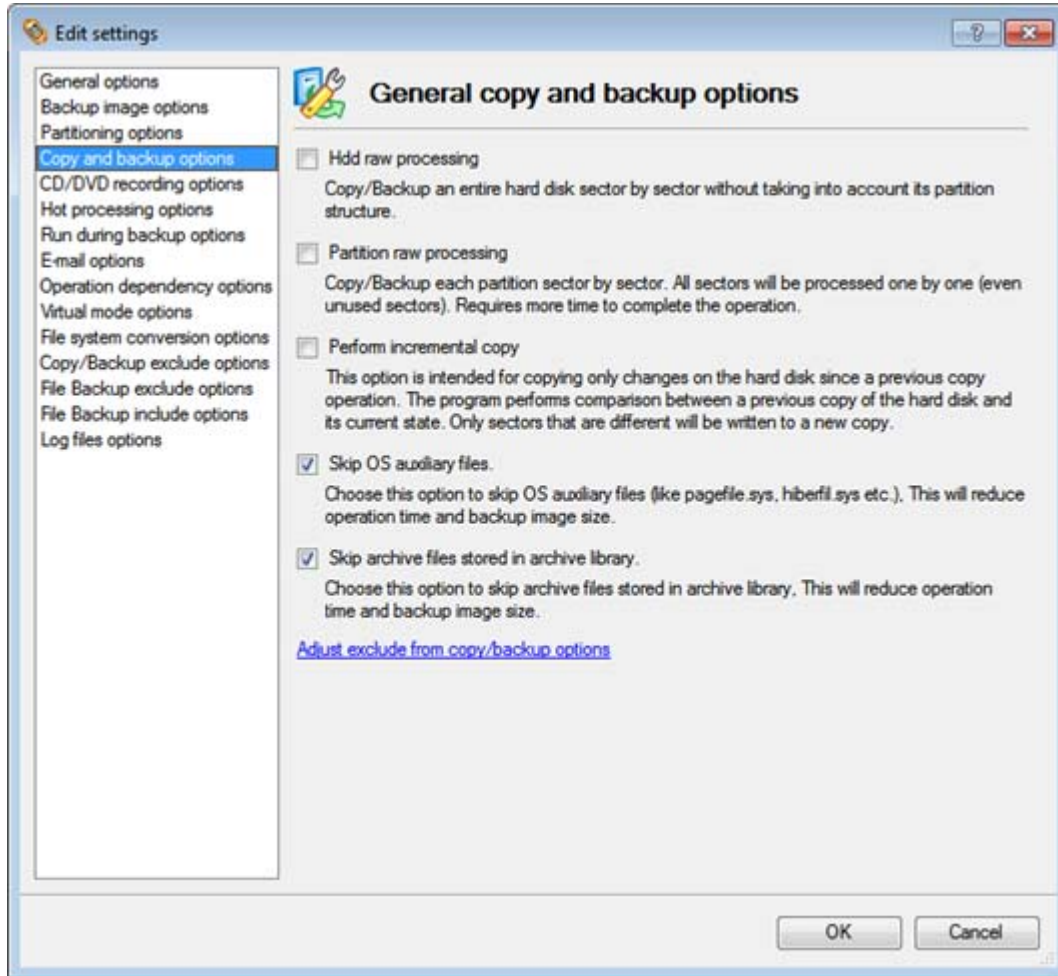 Edit settings
General options
Backup image options
Partitioning options
Copy and backup options
CD/DVD recording options
Hot processing options
Run during backup options
E-mail options
Operation dependency options
Virtual mode options
File system conversion options
Copy/Backup exclude options
File Backup exclude options
File Backup include options
Log files options
General copy and backup options
Hdd raw processing
Copy/Backup an entire hard disk sector by sector without taking into account its partition
structure.
Partition raw processing
Copy/Backup each partition sector by sector. All sectors will be processed one by one (even
unused sectors). Requires more time to complete the operation.
Perform incremental copy
This option is intended for copying only changes on the hard disk since a previous copy
operation. The program performs comparison between a previous copy of the hard disk and
its current state. Only sectors that are different will be written to a new copy.
Skip OS auxiliary files.
Choose this option to skip OS auxiliary files (like pagefile.sys, hiberfil.sys etc.), This will reduce
operation time and backup image size.
Skip archive files stored in archive library.
Choose this option to skip archive files stored in archive library, This will reduce operation
time and backup image size.
Adjust exclude from copy/backup options
OK
Cancel